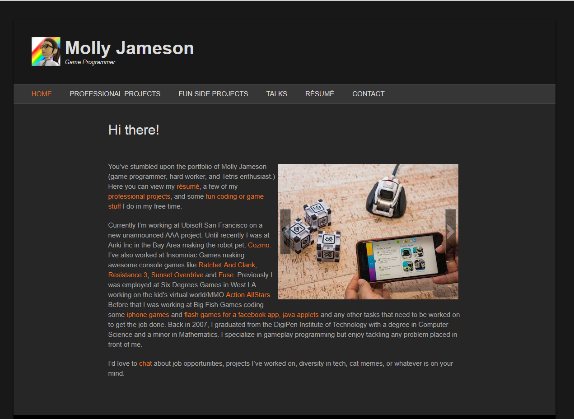 Molly Jameson
Game Programmer
HOME PROFESSIONAL PROJECTS FUN SIDE PROJECTS TALKS RÉSUMÉ CONTACT
Hi there!
You've stumbled upon the portfolio of Molly Jameson
(game programmer, hard worker, and Tetris enthusiast.)
Here you can view my résumé, a few of my
professional projects, and some fun coding or game
stuff I do in my free time.
Currently I'm working at Ubisoft San Francisco on a
new unannounced AAA project. Until recently I was at
Anki Inc in the Bay Area making the robot pet, Cozmo.
I've also worked at Insomniac Games making
awesome console games like Ratchet And Clank,
Resistance 3, Sunset Overdrive and Fuse. Previously I
was employed at Six Degrees Games in West LA
working on the kid's virtual world/MMO Action AllStars.
Before that I was working at Big Fish Games coding
some iphone games and flash games for a facebook app, java applets and any other tasks that need to be worked on
to get the job done. Back in 2007, I graduated from the DigiPen Institute of Technology with a degree in Computer
Science and a minor in Mathematics. I specialize in gameplay programming but enjoy tackling any problem placed in
front of me.
I'd love to chat about job opportunities, projects I've worked on, diversity in tech, cat memes, or whatever is on your
mind.